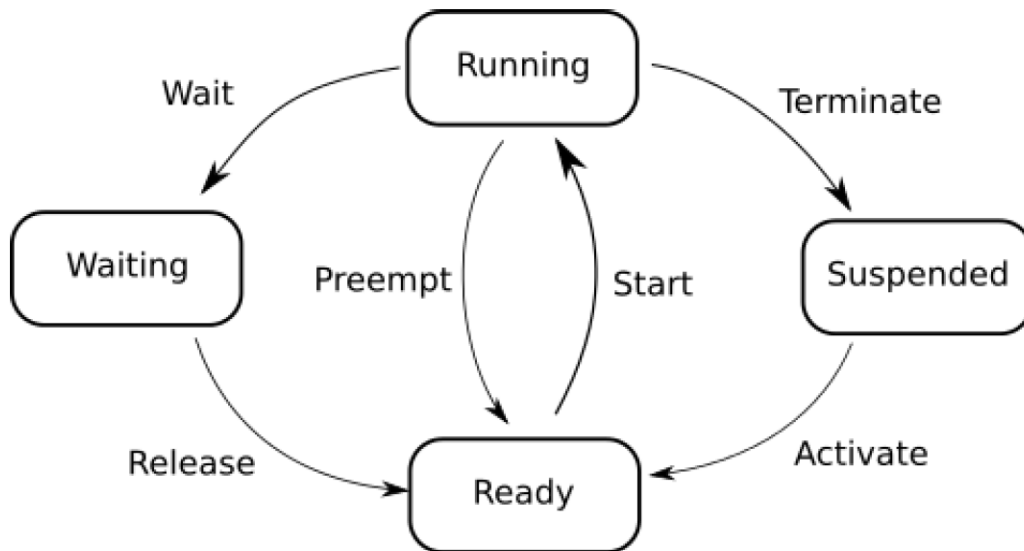 Running
Wait
Terminate
Waiting
Preempt
Start
Suspended
Release
Activate
Ready